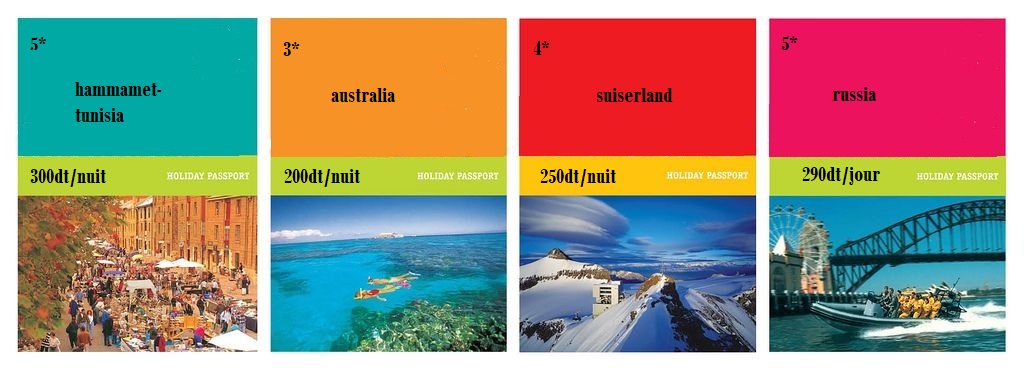 5*
hammamet-
tunisia
300dt/nuit HOLIDAY PASSPORT
3*
australia
200dt/nuit HOLIDAY PASSPORT
4*
suiserland
250dt/nuit HOLIDAY PASSPORT
5*
russia
290dt/jour HOLIDAY PASSPORT